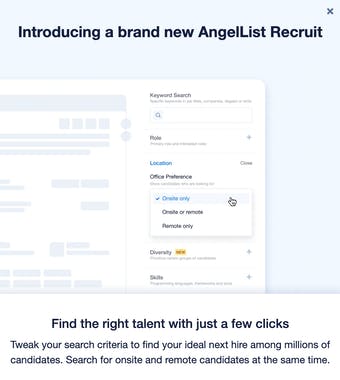 Introducing a brand new AngelList Recruit
Keyword Search
Specific keywords in job titles, companies, degrees or skills
Role
Primary role and interested roles
Location
Close
Office Preference
Show candidates who are looking for:
Onsite only
Onsite or remote
Remote only
Diversity NEW
Prioritize certain groups of candidates
Skills
Programming languages, frameworks and tools
Find the right talent with just a few clicks
Tweak your search criteria to find your ideal next hire among millions of
candidates. Search for onsite and remote candidates at the same time.